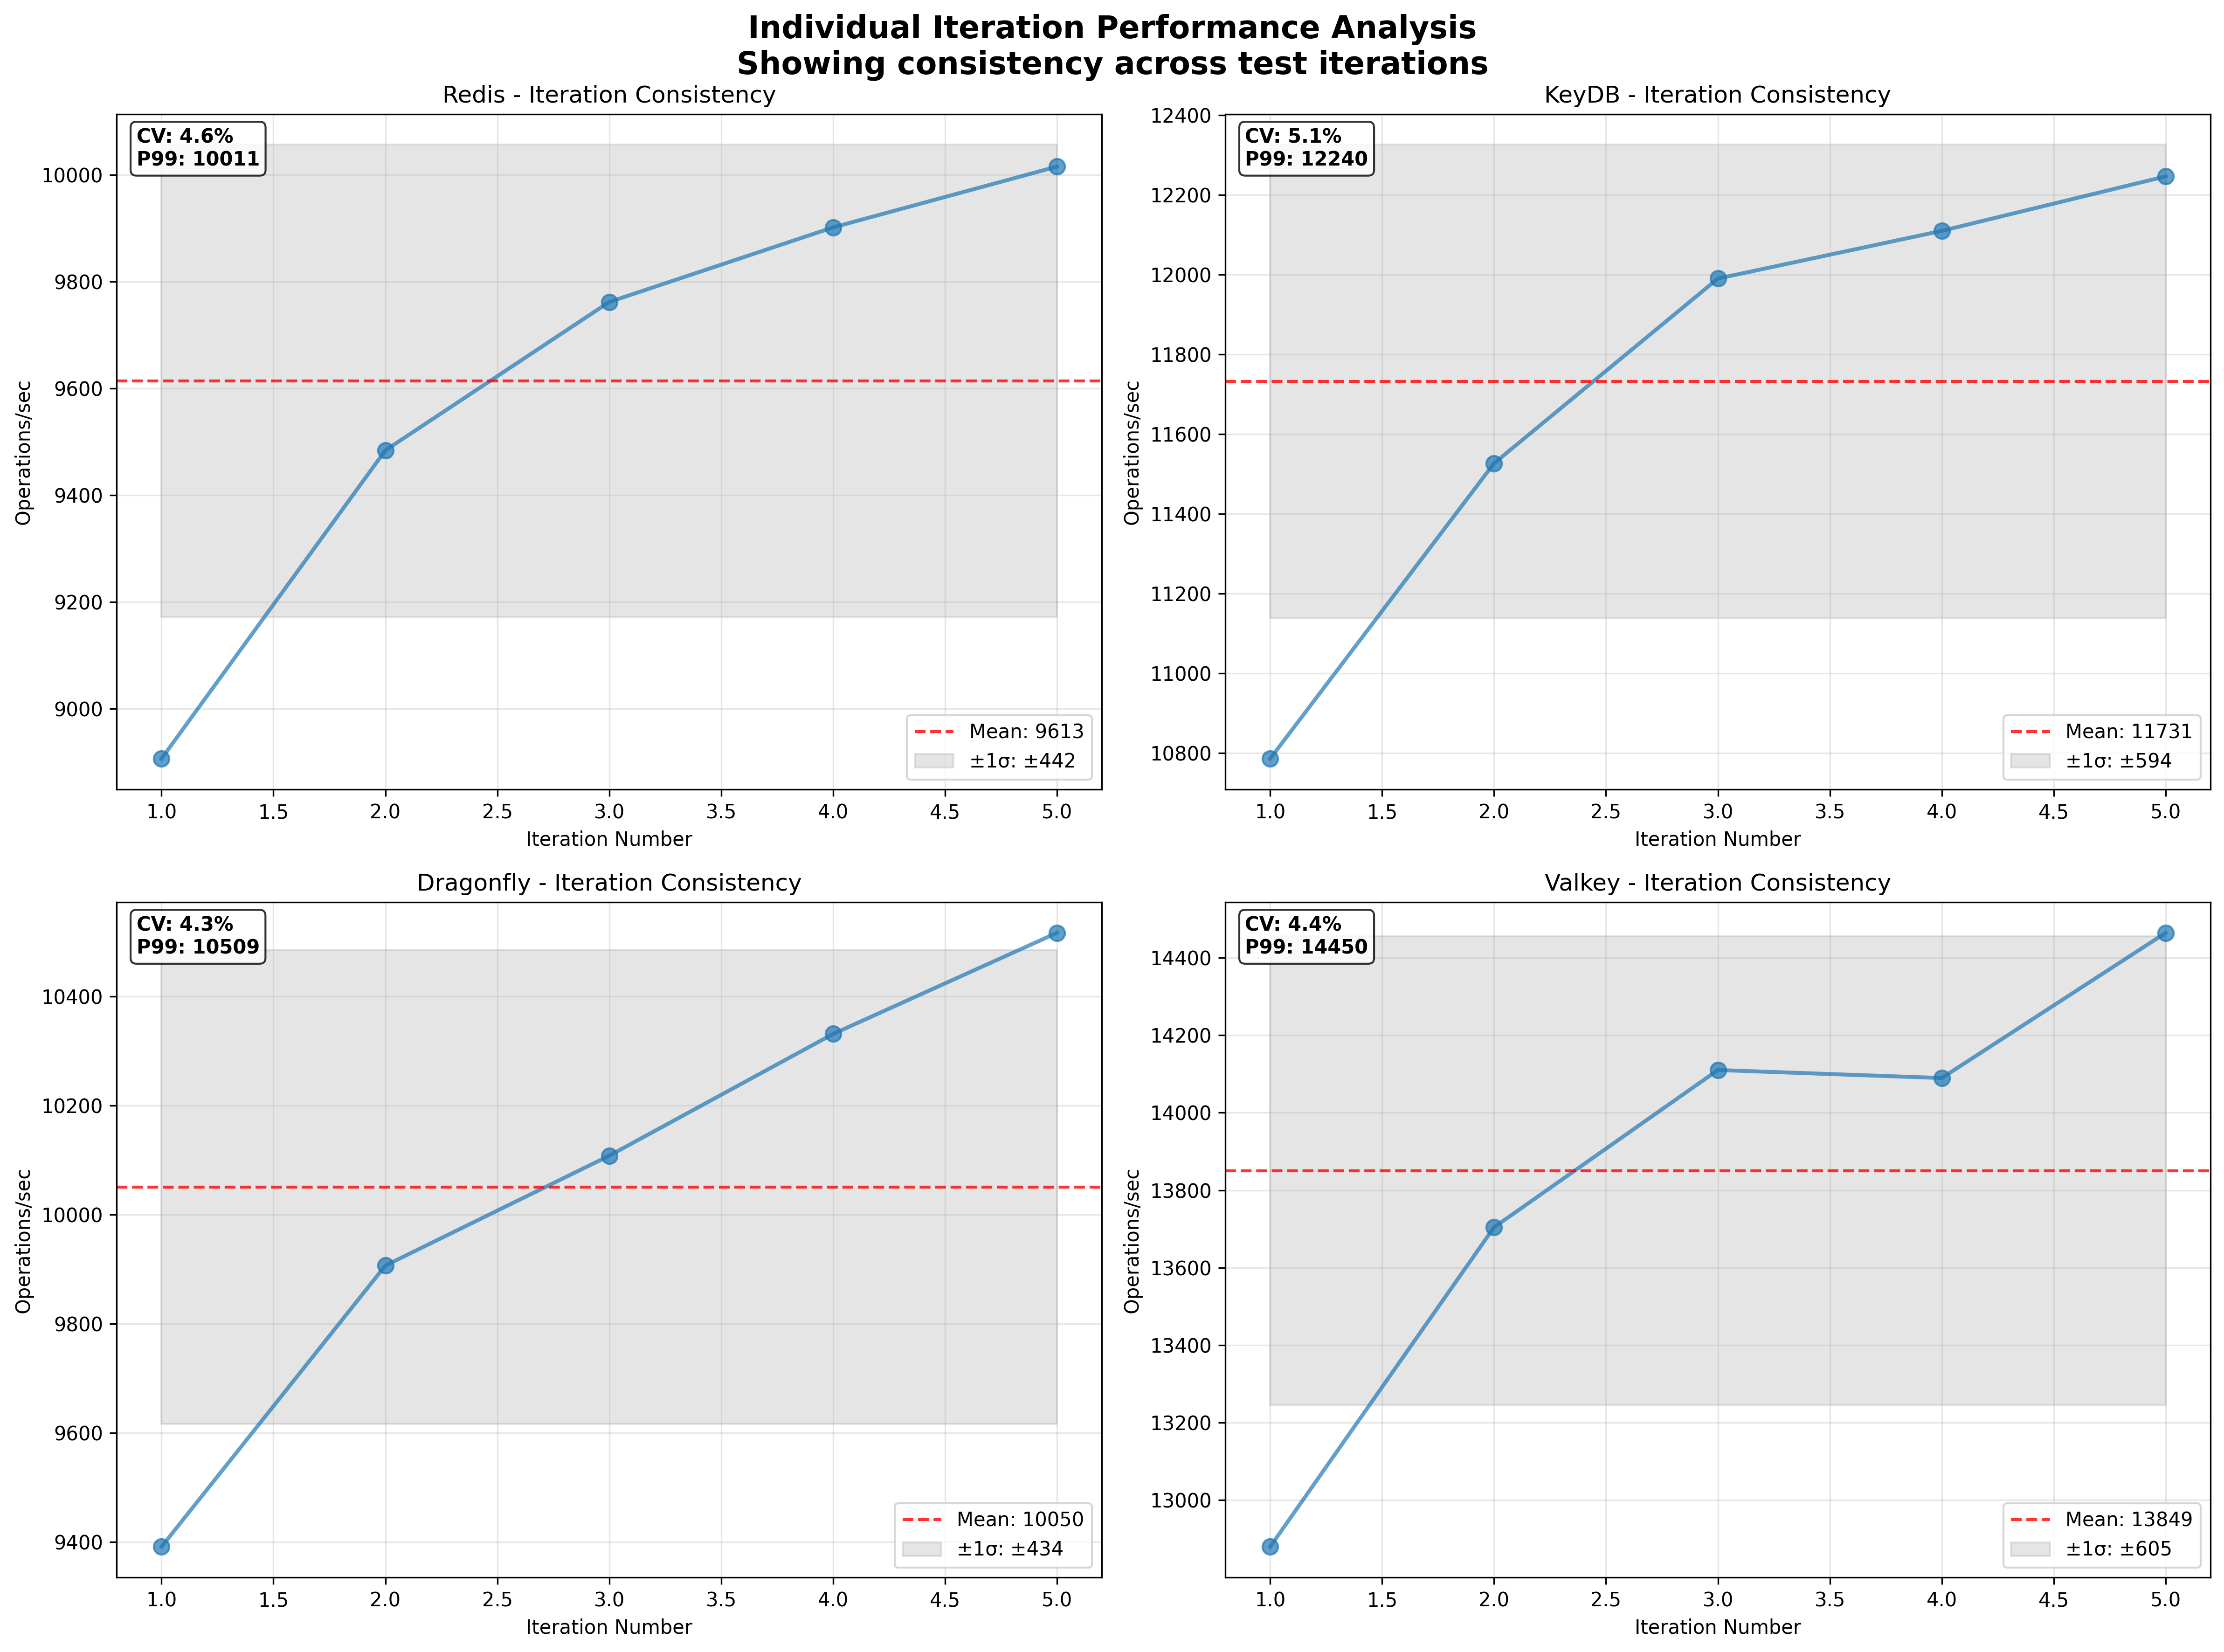 Individual Iteration Performance Analysis
Showing consistency across test iterations
Redis - Iteration Consistency
CV: 4.6%
P99: 10011
10000
9800
9600
9400
9200
9000
Operations/sec
Mean: 9613
±1σ: ±442
1.0 1.5 2.0 2.5 3.0 3.5 4.0 4.5 5.0
Iteration Number
KeyDB - Iteration Consistency
CV: 5.1%
P99: 12240
12400
12200
12000
11800
11600
11400
11200
11000
10800
Operations/sec
Mean: 11731
±1σ: ±594
1.0 1.5 2.0 2.5 3.0 3.5 4.0 4.5 5.0
Iteration Number
Dragonfly - Iteration Consistency
CV: 4.3%
P99: 10509
10400
10200
10000
9800
9600
9400
Operations/sec
Mean: 10050
±1σ: ±434
1.0 1.5 2.0 2.5 3.0 3.5 4.0 4.5 5.0
Iteration Number
Valkey - Iteration Consistency
CV: 4.4%
P99: 14450
14400
14200
14000
13800
13600
13400
13200
13000
Operations/sec
Mean: 13849
±1σ: ±605
1.0 1.5 2.0 2.5 3.0 3.5 4.0 4.5 5.0
Iteration Number